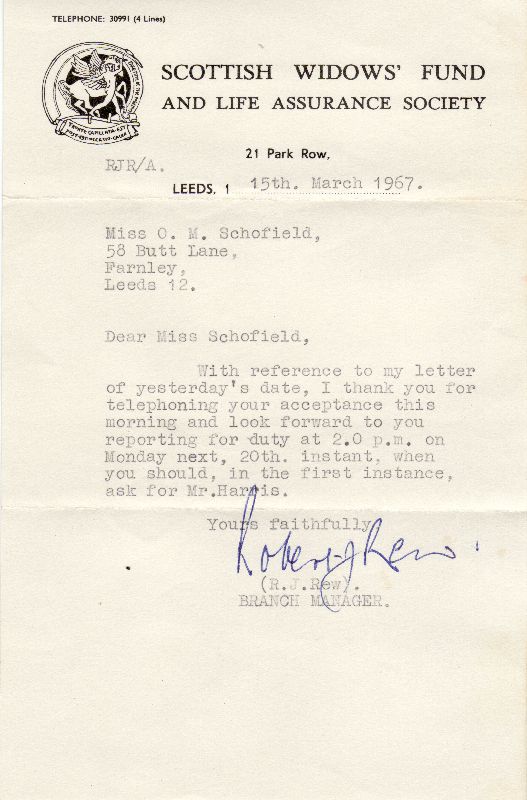 TELEPHONE: 30991 (4 Lines)
SCOTTISH WIDOWS' FUND
AND LIFE ASSURANCE SOCIETY
21 Park Row,
RJR/A.
LEEDS, 1 15th. March 1967.
Miss O. M. Schofield,
58 Butt Lane,
Farnley,
Leeds 12.
Dear Miss Schofield,
With reference to my letter
of yesterday's date, I thank you for
telephoning your acceptance this
morning and look forward to you
reporting for duty at 2.0 p.m. on
Monday next, 20th. instant. when
you should, in the first instance,
ask for Mr.Harris.
Yours faithfully
Robert J Rew.
(R.J.Rew).
BRANCH MANAGER.